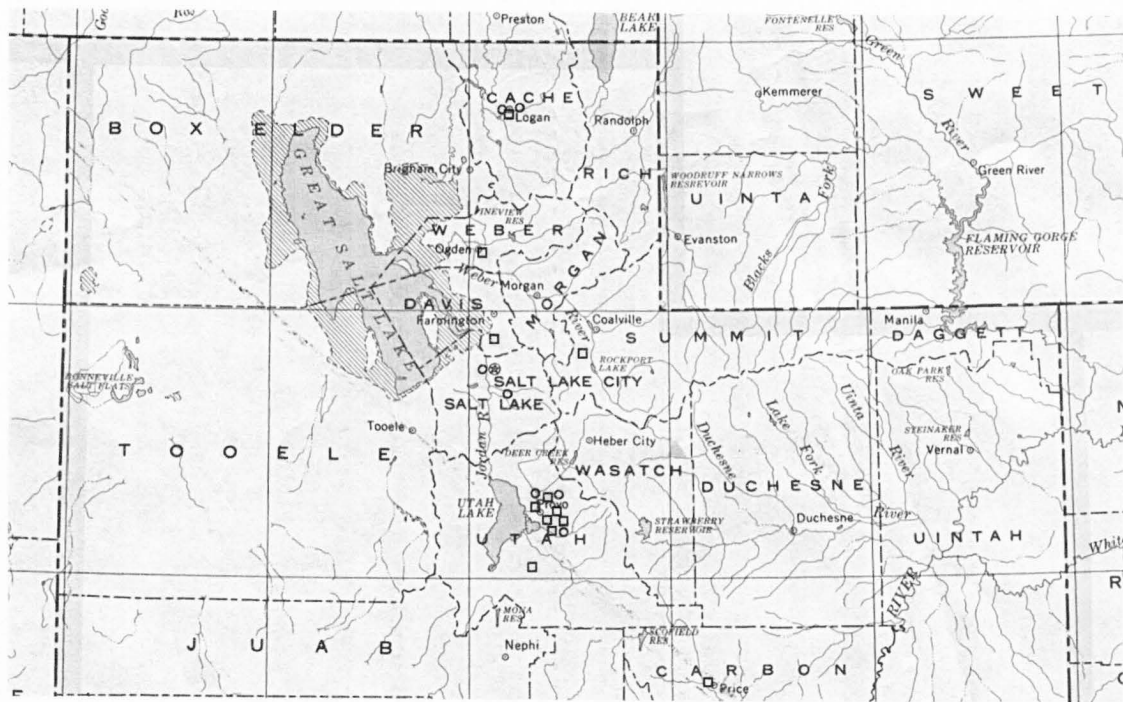 Preston
BEAR
LAKE
FONTENELLE
RES
Green
CACHE
Kemmerer
SWEET
BOX ELDER
Logan
Randolph
River
Green River
GREAT SALT LAKE
Brigham City
RICH
WOODRUFF NARROWS
RESREVOIR
UINTA
Fork
PINEVIEW
RES
WEBER
Ogden
Evanston
FLAMING GORGE
RESERVOIR
Blacks
Weber
Morgan
MORGAN
DAVIS
Farmington
River
Coalville
Manila
SUMMIT
DAGGETT
ROCKPORT
LAKE
OAK PARK
RES
BONNEVILLE
SALT FLATS
SALT LAKE CITY
SALT LAKE
Jordan R
Lake
Fork
Uinta
River
Tooele
Heber City
Duchesne
River
STEINAKER
RES
Vernal
TOOELE
DEER CREEK
RES
WASATCH
DUCHESNE
UTAH
LAKE
Provo
STRAWBERRY
RESERVOIR
Duchesne
UTAH
UINTAH
White
R
RIVER
MONA
RES
JUAB
Nephi
SCOFIELD
RES
CARBON
Price